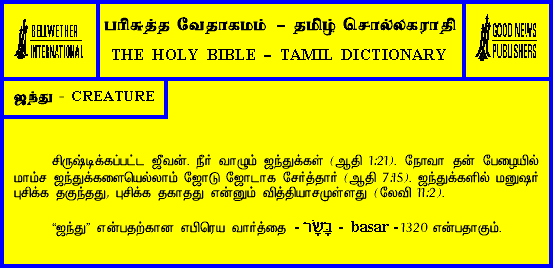 BELLWETHER
INTERNATIONAL
பரிசுத்த வேதாகமம் – தமிழ் சொல்லகராதி
THE HOLY BIBLE – TAMIL DICTIONARY
GOOD NEWS
PUBLISHERS
ஜந்து - CREATURE
சிருஷ்டிக்கப்பட்ட ஜீவன். நீர் வாழும் ஜந்துக்கள் (ஆதி 1:21). நோவா தன் பேழையில்
மாம்ச ஜந்துக்களையெல்லாம் ஜோடு ஜோடாக சேர்த்தார் (ஆதி 7:15). ஜந்துக்களில் மனுஷர்
புசிக்க தகுந்தது, புசிக்க தகாதது என்னும் வித்தியாசமுள்ளது (லேவி 11:2).
“ஜந்து” என்பதற்கான எபிரெய வார்த்தை - בָּשָׂר - basar -1320 என்பதாகும்.